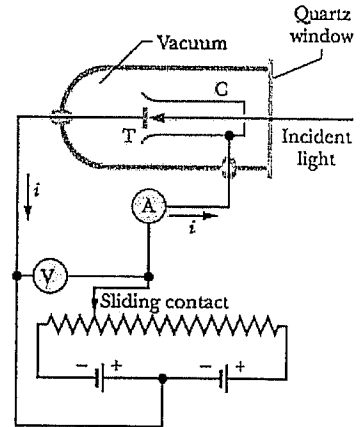 Quartz
window
Vacuum
C
T
Incident
light
i
A
i
V
Sliding contact
- + - +